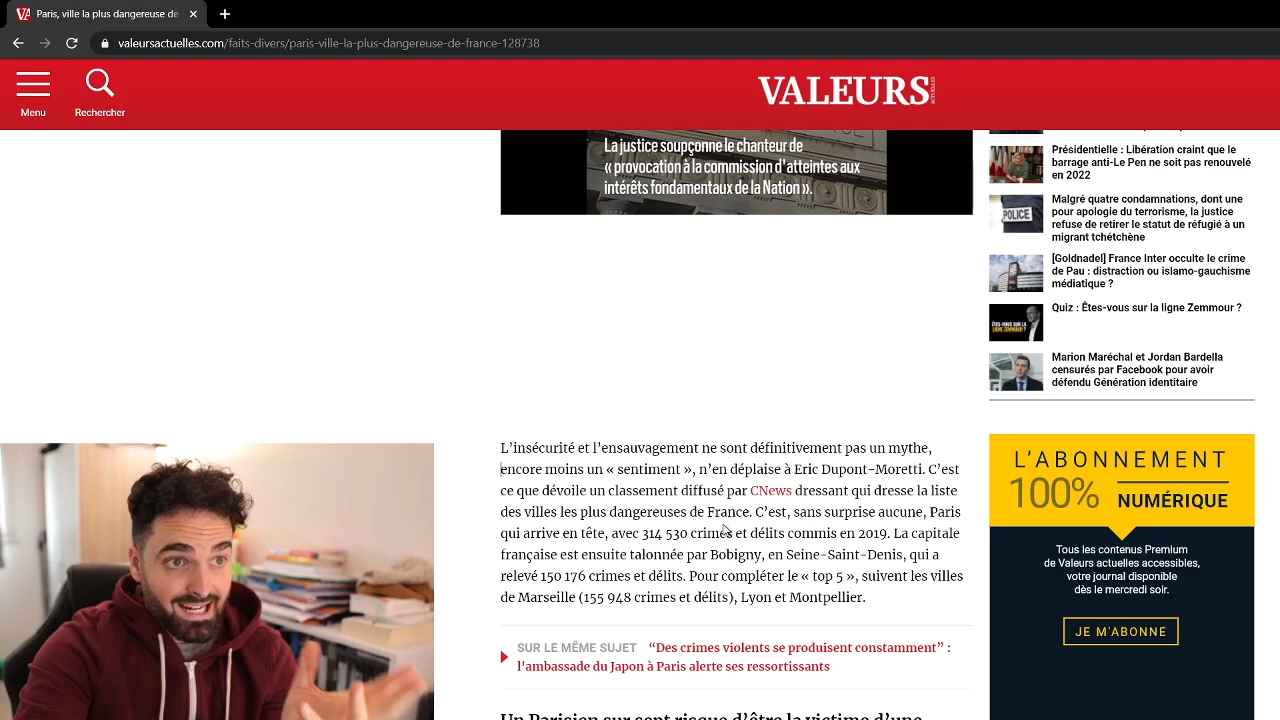 Paris, ville la plus dangereuse de
valeursactuelles.com/faits-divers/paris-ville-la-plus-dangereuse-de-france-128738
Menu
Rechercher
VALEURS
ACTUELLES
La justice soupçonne le chanteur de
« provocation à la commission d'atteintes aux
intérêts fondamentaux de la Nation ».
Présidentielle : Libération craint que le
barrage anti-Le Pen ne soit pas renouvelé
en 2022
POLICE
Malgré quatre condamnations, dont une
pour apologie du terrorisme, la justice
refuse de retirer le statut de réfugié à un
migrant tchétchène
[Goldnadel] France Inter occulte le crime
de Pau : distraction ou islamo-gauchisme
médiatique ?
ÊTES-VOUS SUR LA
LIGNE ZEMMOUR ?
Quiz : Êtes-vous sur la ligne Zemmour ?
Marion Maréchal et Jordan Bardella
censurés par Facebook pour avoir
défendu Génération identitaire
L'insécurité et l'ensauvagement ne sont définitivement pas un mythe,
encore moins un « sentiment », n'en déplaise à Eric Dupont-Moretti. C'est
ce que dévoile un classement diffusé par CNews dressant qui dresse la liste
des villes les plus dangereuses de France. C'est, sans surprise aucune, Paris
qui arrive en tête, avec 314 530 crimes et délits commis en 2019. La capitale
française est ensuite talonnée par Bobigny, en Seine-Saint-Denis, qui a
relevé 150 176 crimes et délits. Pour compléter le « top 5 », suivent les villes
de Marseille (155 948 crimes et délits), Lyon et Montpellier.
SUR LE MÊME SUJET “Des crimes violents se produisent constamment” :
l'ambassade du Japon à Paris alerte ses ressortissants
Un Parisien sur sept risque d'être la victime d'une
L'ABONNEMENT
100% NUMÉRIQUE
Tous les contenus Premium
de Valeurs actuelles accessibles,
votre journal disponible
dès le mercredi soir.
JE M'ABONNE